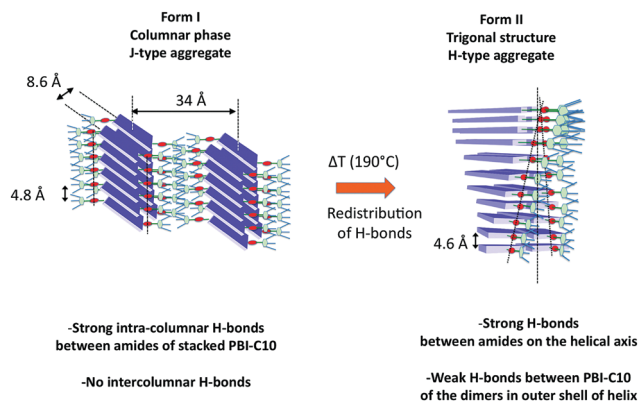 Form I
Columnar phase
J-type aggregate
Form II
Trigonal structure
H-type aggregate
8.6 Å
34 Å
4.8 Å
ΔT (190°C)
Redistribution
of H-bonds
4.6 Å
-Strong intra-columnar H-bonds
between amides of stacked PBI-C10
-No intercolumnar H-bonds
-Strong H-bonds
between amides on the helical axis
-Weak H-bonds between PBI-C10
of the dimers in outer shell of helix